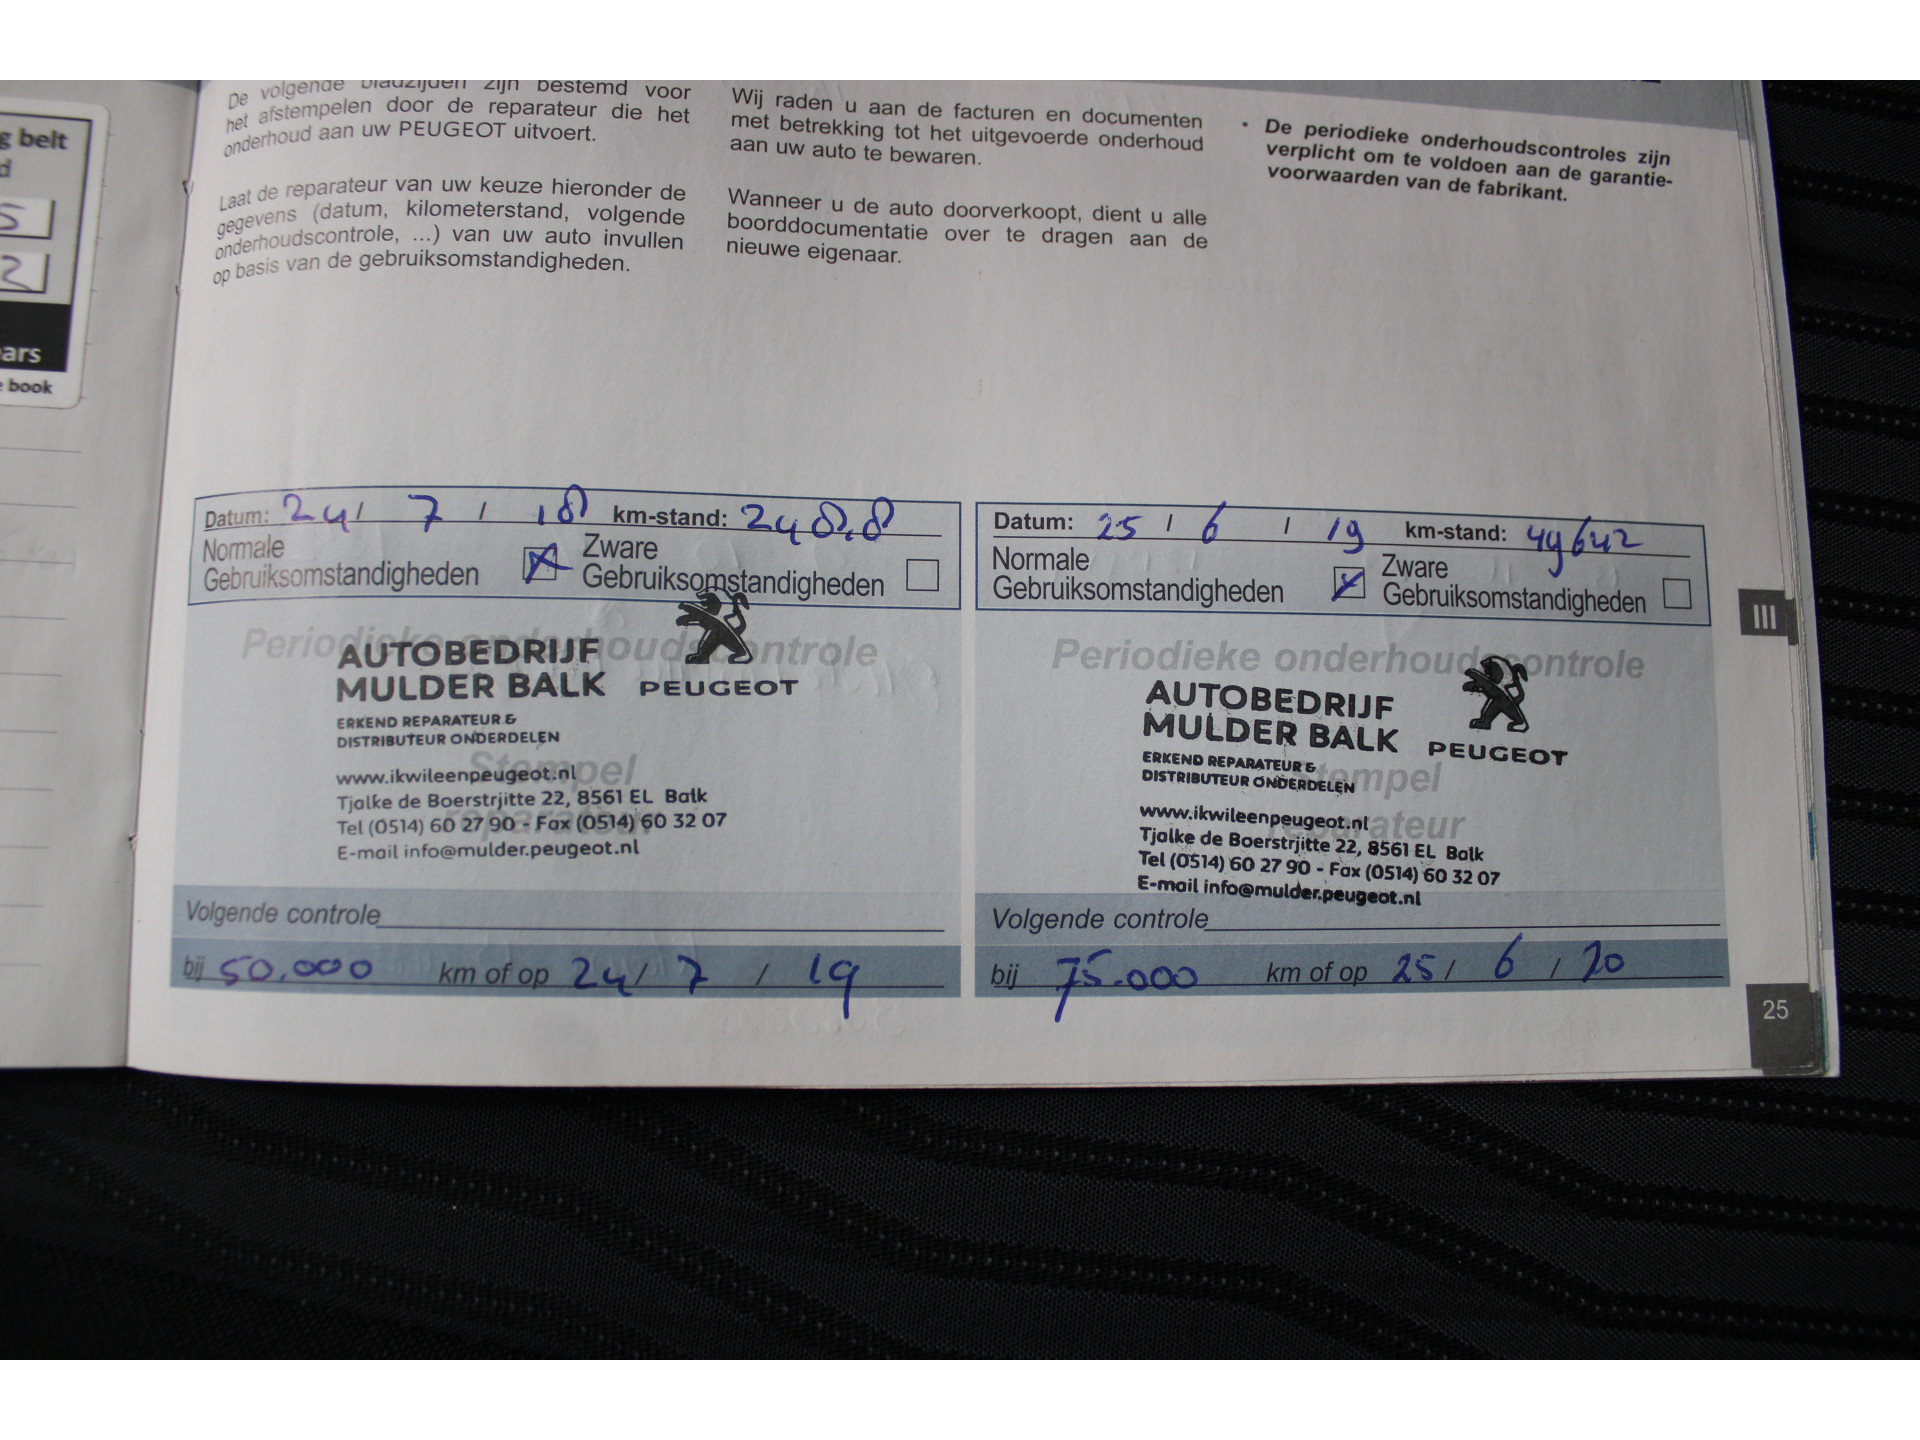 g belt
d
5
2
ars
book
De volgende bladzijden zijn bestemd voor
het afstempelen door de reparateur die het
onderhoud aan uw PEUGEOT uitvoert.
Laat de reparateur van uw keuze hieronder de
gegevens (datum, kilometerstand, volgende
onderhoudscontrole, ...) van uw auto invullen
op basis van de gebruiksomstandigheden.
Wij raden u aan de facturen en documenten
met betrekking tot het uitgevoerde onderhoud
aan uw auto te bewaren.
Wanneer u de auto doorverkoopt, dient u alle
boorddocumentatie over te dragen aan de
nieuwe eigenaar.
• De periodieke onderhoudscontroles zijn
verplicht om te voldoen aan de garantie-
voorwaarden van de fabrikant.
Datum: 24 / 7 / 18 km-stand:
Normale Zware
Gebruiksomstandigheden Gebruiksomstandigheden
Periodieke onderhoudscontrole
AUTOBEDRIJF
MULDER BALK PEUGEOT
ERKEND REPARATEUR &
DISTRIBUTEUR ONDERDELEN
Stempel
reparateur
www.ikwileenpeugeot.nl
Tjalke de Boerstrjitte 22, 8561 EL Balk
Tel (0514) 60 27 90 - Fax (0514) 60 32 07
E-mail info@mulder.peugeot.nl
Volgende controle
bij 50.000 km of op 24 / 7 / 19
Datum: 25 / 6 / 19 km-stand: 49642
Normale Zware
Gebruiksomstandigheden Gebruiksomstandigheden
Periodieke onderhoudscontrole
AUTOBEDRIJF
MULDER BALK PEUGEOT
ERKEND REPARATEUR &
DISTRIBUTEUR ONDERDELEN
Stempel
reparateur
www.ikwileenpeugeot.nl
Tjalke de Boerstrjitte 22, 8561 EL Balk
Tel (0514) 60 27 90 - Fax (0514) 60 32 07
E-mail info@mulder.peugeot.nl
Volgende controle
bij 75.000 km of op 25 / 6 / 20
III
25